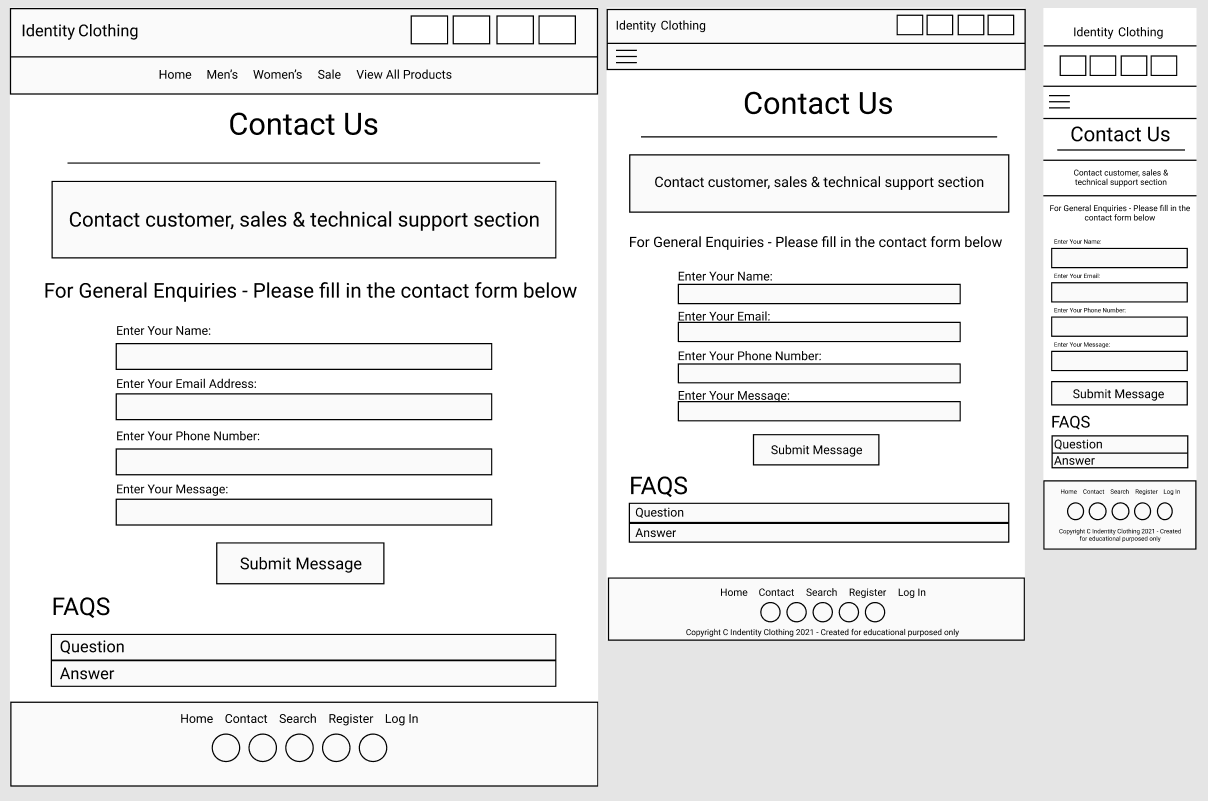 Identity Clothing
Home Men's Women's Sale View All Products
Contact Us
Contact customer, sales & technical support section
For General Enquiries - Please fill in the contact form below
Enter Your Name:
Enter Your Email Address:
Enter Your Phone Number:
Enter Your Message:
Submit Message
FAQS
Question
Answer
Home Contact Search Register Log In
Identity Clothing
Contact Us
Contact customer, sales & technical support section
For General Enquiries - Please fill in the contact form below
Enter Your Name:
Enter Your Email:
Enter Your Phone Number:
Enter Your Message:
Submit Message
FAQS
Question
Answer
Home Contact Search Register Log In
Copyright C Indentity Clothing 2021 - Created for educational purposed only
Identity Clothing
Contact Us
Contact customer, sales &
technical support section
For General Enquiries - Please fill in the
contact form below
Enter Your Name:
Enter Your Email:
Enter Your Phone Number:
Enter Your Message:
Submit Message
FAQS
Question
Answer
Home Contact Search Register Log In
Copyright C Indentity Clothing 2021 - Created
for educational purposed only